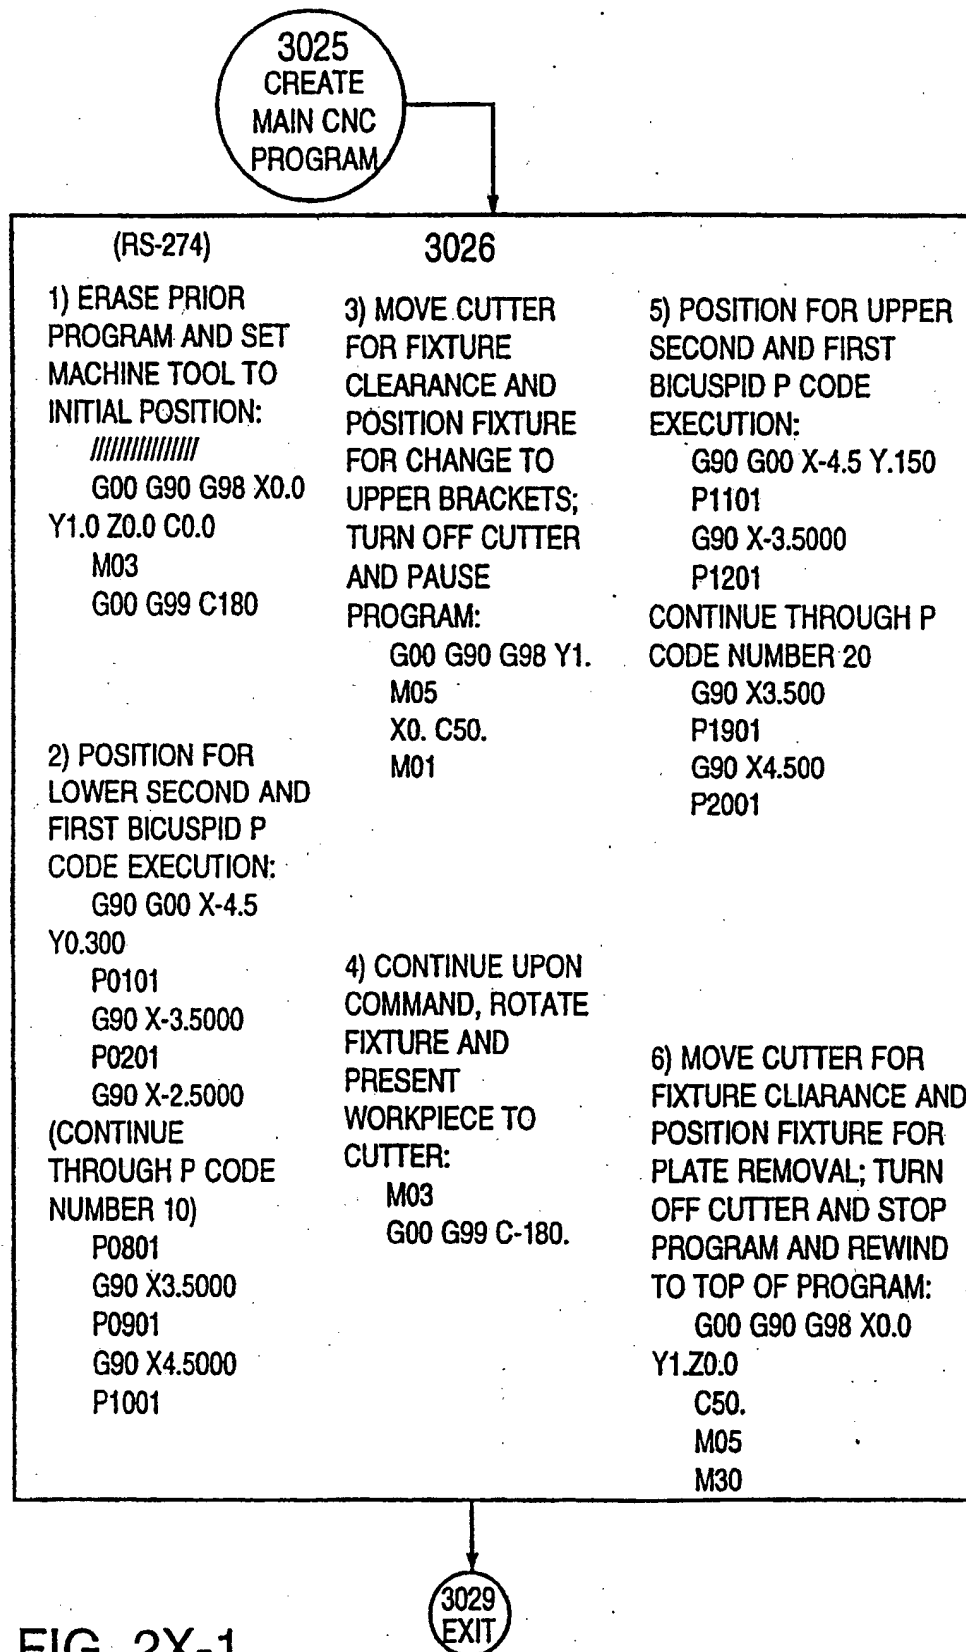 3025
CREATE
MAIN CNC
PROGRAM
(RS-274)
3026
1) ERASE PRIOR
PROGRAM AND SET
MACHINE TOOL TO
INITIAL POSITION:
////////////////
G00 G90 G98 X0.0
Y1.0 Z0.0 C0.0
M03
G00 G99 C180
2) POSITION FOR
LOWER SECOND AND
FIRST BICUSPID P
CODE EXECUTION:
G90 G00 X-4.5
Y0.300
P0101
G90 X-3.5000
P0201
G90 X-2.5000
(CONTINUE
THROUGH P CODE
NUMBER 10)
P0801
G90 X3.5000
P0901
G90 X4.5000
P1001
3) MOVE CUTTER
FOR FIXTURE
CLEARANCE AND
POSITION FIXTURE
FOR CHANGE TO
UPPER BRACKETS;
TURN OFF CUTTER
AND PAUSE
PROGRAM:
G00 G90 G98 Y1.
M05
X0. C50.
M01
4) CONTINUE UPON
COMMAND, ROTATE
FIXTURE AND
PRESENT
WORKPIECE TO
CUTTER:
M03
G00 G99 C-180.
5) POSITION FOR UPPER
SECOND AND FIRST
BICUSPID P CODE
EXECUTION:
G90 G00 X-4.5 Y.150
P1101
G90 X-3.5000
P1201
CONTINUE THROUGH P
CODE NUMBER 20
G90 X3.500
P1901
G90 X4.500
P2001
6) MOVE CUTTER FOR
FIXTURE CLIARANCE AND
POSITION FIXTURE FOR
PLATE REMOVAL; TURN
OFF CUTTER AND STOP
PROGRAM AND REWIND
TO TOP OF PROGRAM:
G00 G90 G98 X0.0
Y1.Z0.0
C50.
M05
M30
3029
EXIT
FIG. 2X-1